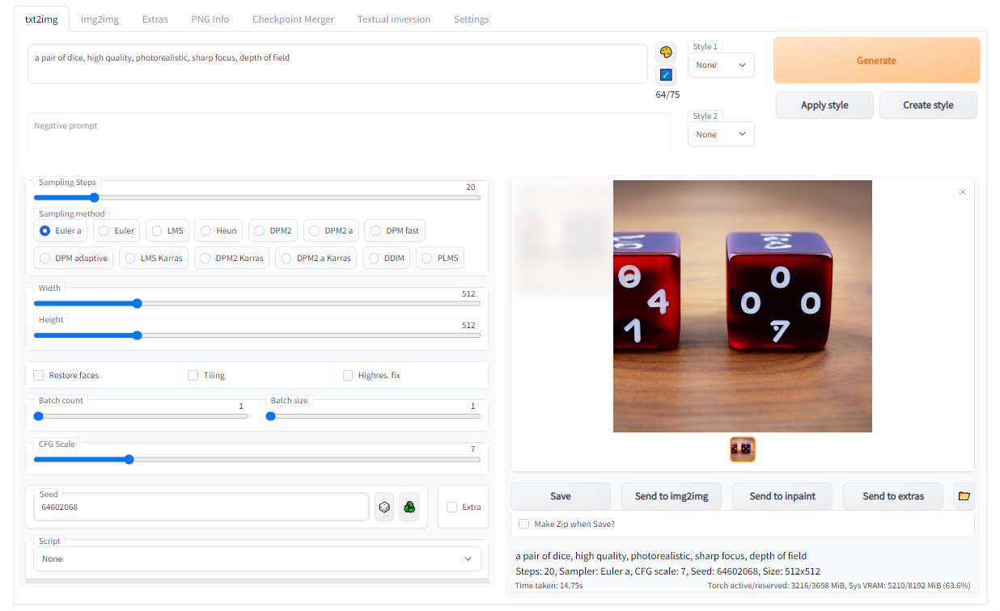 txt2img img2img Extras PNG Info Checkpoint Merger Textual inversion Settings
a pair of dice, high quality, photorealistic, sharp focus, depth of field
64/75
Style 1
None
Generate
Apply style Create style
Negative prompt
Style 2
None
Sampling Steps
20
Sampling method
Euler a Euler LMS Heun DPM2 DPM2 a DPM fast
DPM adaptive LMS Karras DPM2 Karras DPM2 a Karras DDIM PLMS
Width
512
Height
512
Restore faces Tiling Highres. fix
Batch count
1
Batch size
1
CFG Scale
7
Seed
64602068
Extra
Script
None
×
4
1
0
0 0
7
Save Send to img2img Send to inpaint Send to extras
Make Zip when Save?
a pair of dice, high quality, photorealistic, sharp focus, depth of field
Steps: 20, Sampler: Euler a, CFG scale: 7, Seed: 64602068, Size: 512x512
Time taken: 14.75s Torch active/reserved: 3216/3698 MiB, Sys VRAM: 5210/8192 MiB (63.6%)